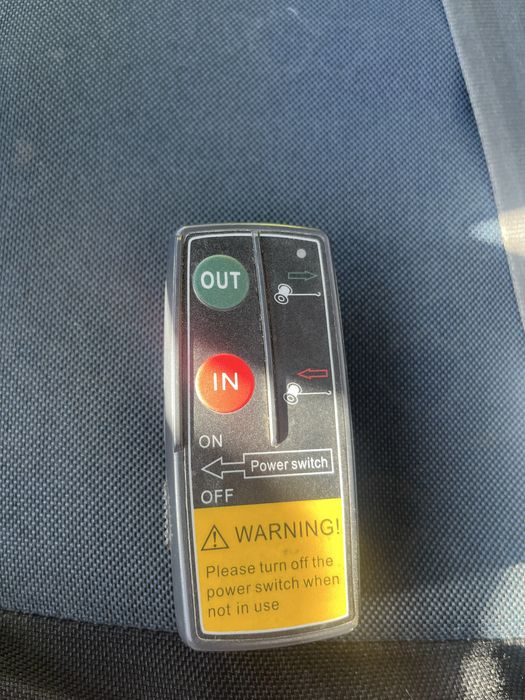 OUT
IN
ON
Power switch
OFF
WARNING!
Please turn off the
power switch when
not in use